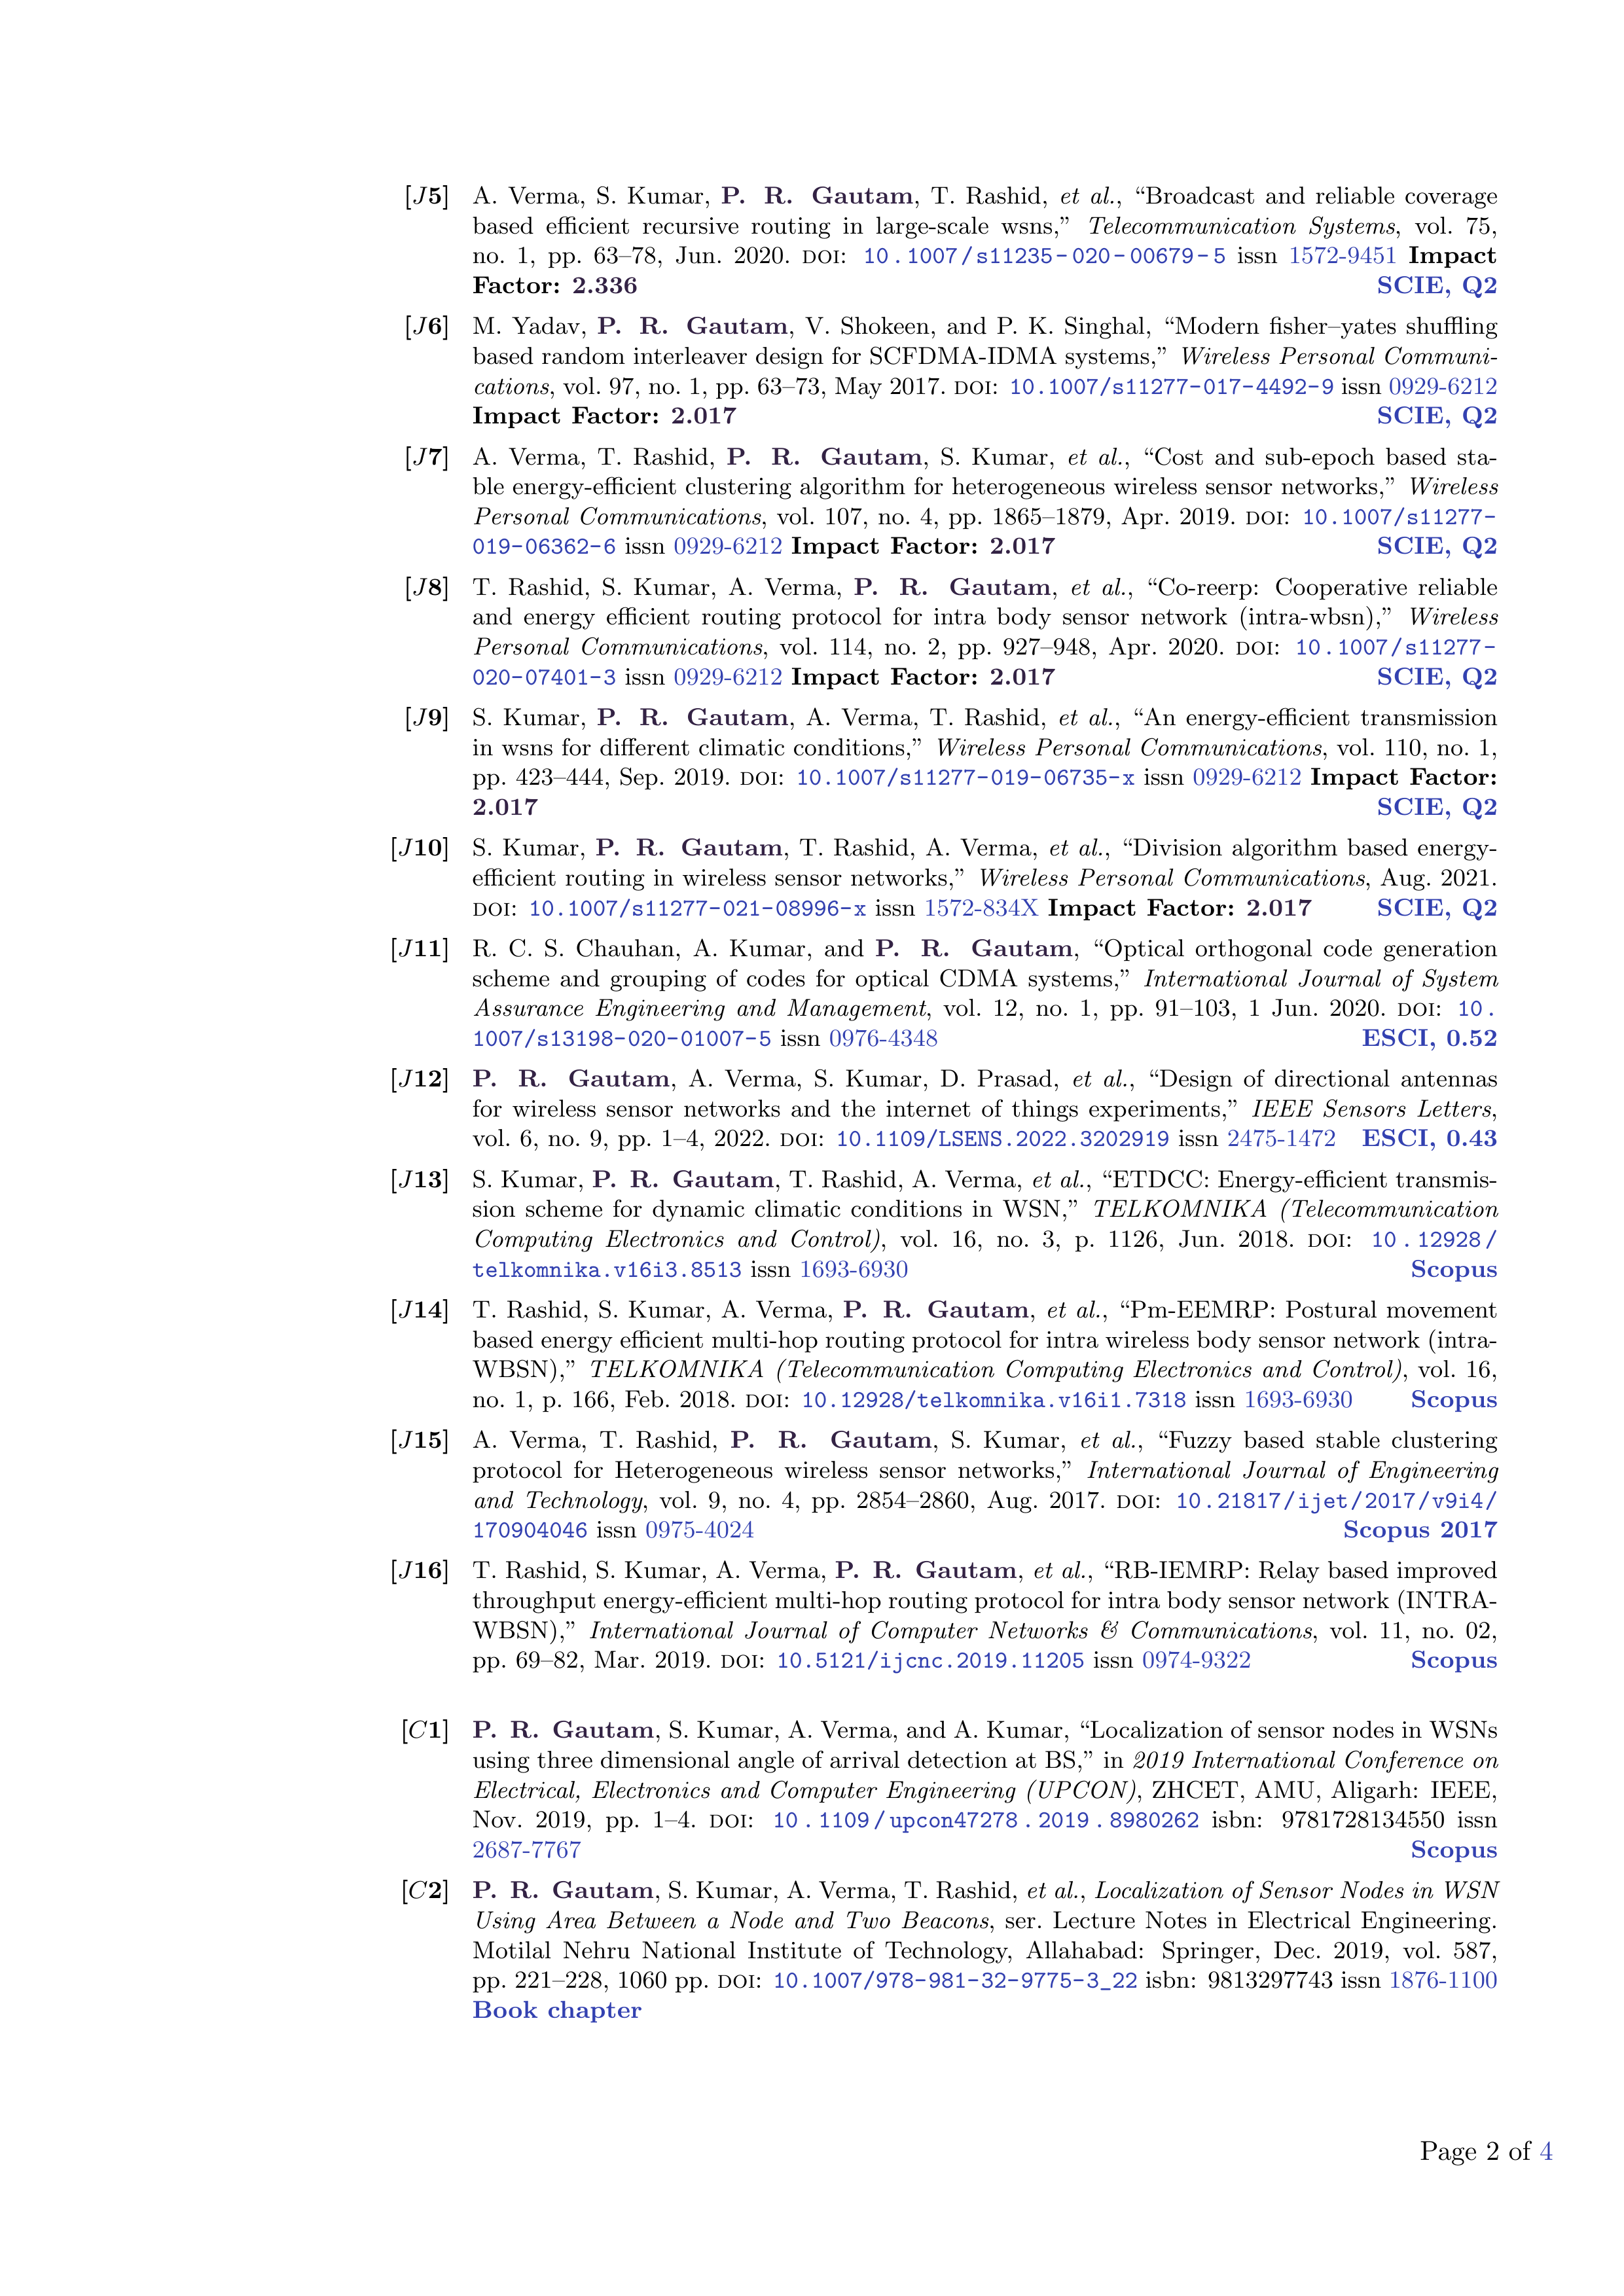 [J5] A. Verma, S. Kumar, P. R. Gautam, T. Rashid, et al., “Broadcast and reliable coverage
based efficient recursive routing in large-scale wsns,” Telecommunication Systems, vol. 75,
no. 1, pp. 63–78, Jun. 2020. DOI: 10.1007/s11235-020-00679-5 issn 1572-9451 Impact
Factor: 2.336 SCIE, Q2
[J6] M. Yadav, P. R. Gautam, V. Shokeen, and P. K. Singhal, “Modern fisher–yates shuffling
based random interleaver design for SCFDMA-IDMA systems,” Wireless Personal Communi-
cations, vol. 97, no. 1, pp. 63–73, May 2017. DOI: 10.1007/s11277-017-4492-9 issn 0929-6212
Impact Factor: 2.017 SCIE, Q2
[J7] A. Verma, T. Rashid, P. R. Gautam, S. Kumar, et al., “Cost and sub-epoch based sta-
ble energy-efficient clustering algorithm for heterogeneous wireless sensor networks,” Wireless
Personal Communications, vol. 107, no. 4, pp. 1865–1879, Apr. 2019. DOI: 10.1007/s11277-
019-06362-6 issn 0929-6212 Impact Factor: 2.017 SCIE, Q2
[J8] T. Rashid, S. Kumar, A. Verma, P. R. Gautam, et al., “Co-reerp: Cooperative reliable
and energy efficient routing protocol for intra body sensor network (intra-wbsn),” Wireless
Personal Communications, vol. 114, no. 2, pp. 927–948, Apr. 2020. DOI: 10.1007/s11277-
020-07401-3 issn 0929-6212 Impact Factor: 2.017 SCIE, Q2
[J9] S. Kumar, P. R. Gautam, A. Verma, T. Rashid, et al., “An energy-efficient transmission
in wsns for different climatic conditions,” Wireless Personal Communications, vol. 110, no. 1,
pp. 423–444, Sep. 2019. DOI: 10.1007/s11277-019-06735-x issn 0929-6212 Impact Factor:
2.017 SCIE, Q2
[J10] S. Kumar, P. R. Gautam, T. Rashid, A. Verma, et al., “Division algorithm based energy-
efficient routing in wireless sensor networks,” Wireless Personal Communications, Aug. 2021.
DOI: 10.1007/s11277-021-08996-x issn 1572-834X Impact Factor: 2.017 SCIE, Q2
[J11] R. C. S. Chauhan, A. Kumar, and P. R. Gautam, “Optical orthogonal code generation
scheme and grouping of codes for optical CDMA systems,” International Journal of System
Assurance Engineering and Management, vol. 12, no. 1, pp. 91–103, 1 Jun. 2020. DOI: 10.
1007/s13198-020-01007-5 issn 0976-4348 ESCI, 0.52
[J12] P. R. Gautam, A. Verma, S. Kumar, D. Prasad, et al., “Design of directional antennas
for wireless sensor networks and the internet of things experiments,” IEEE Sensors Letters,
vol. 6, no. 9, pp. 1–4, 2022. DOI: 10.1109/LSENS.2022.3202919 issn 2475-1472 ESCI, 0.43
[J13] S. Kumar, P. R. Gautam, T. Rashid, A. Verma, et al., “ETDCC: Energy-efficient transmis-
sion scheme for dynamic climatic conditions in WSN,” TELKOMNIKA (Telecommunication
Computing Electronics and Control), vol. 16, no. 3, p. 1126, Jun. 2018. DOI: 10.12928/
telkomnika.v16i3.8513 issn 1693-6930 Scopus
[J14] T. Rashid, S. Kumar, A. Verma, P. R. Gautam, et al., “Pm-EEMRP: Postural movement
based energy efficient multi-hop routing protocol for intra wireless body sensor network (intra-
WBSN),” TELKOMNIKA (Telecommunication Computing Electronics and Control), vol. 16,
no. 1, p. 166, Feb. 2018. DOI: 10.12928/telkomnika.v16i1.7318 issn 1693-6930 Scopus
[J15] A. Verma, T. Rashid, P. R. Gautam, S. Kumar, et al., “Fuzzy based stable clustering
protocol for Heterogeneous wireless sensor networks,” International Journal of Engineering
and Technology, vol. 9, no. 4, pp. 2854–2860, Aug. 2017. DOI: 10.21817/ijet/2017/v9i4/
170904046 issn 0975-4024 Scopus 2017
[J16] T. Rashid, S. Kumar, A. Verma, P. R. Gautam, et al., “RB-IEMRP: Relay based improved
throughput energy-efficient multi-hop routing protocol for intra body sensor network (INTRA-
WBSN),” International Journal of Computer Networks & Communications, vol. 11, no. 02,
pp. 69–82, Mar. 2019. DOI: 10.5121/ijcnc.2019.11205 issn 0974-9322 Scopus
[C1] P. R. Gautam, S. Kumar, A. Verma, and A. Kumar, “Localization of sensor nodes in WSNs
using three dimensional angle of arrival detection at BS,” in 2019 International Conference on
Electrical, Electronics and Computer Engineering (UPCON), ZHCET, AMU, Aligarh: IEEE,
Nov. 2019, pp. 1–4. DOI: 10.1109/upcon47278.2019.8980262 isbn: 9781728134550 issn
2687-7767 Scopus
[C2] P. R. Gautam, S. Kumar, A. Verma, T. Rashid, et al., Localization of Sensor Nodes in WSN
Using Area Between a Node and Two Beacons, ser. Lecture Notes in Electrical Engineering.
Motilal Nehru National Institute of Technology, Allahabad: Springer, Dec. 2019, vol. 587,
pp. 221–228, 1060 pp. DOI: 10.1007/978-981-32-9775-3_22 isbn: 9813297743 issn 1876-1100
Book chapter
Page 2 of 4